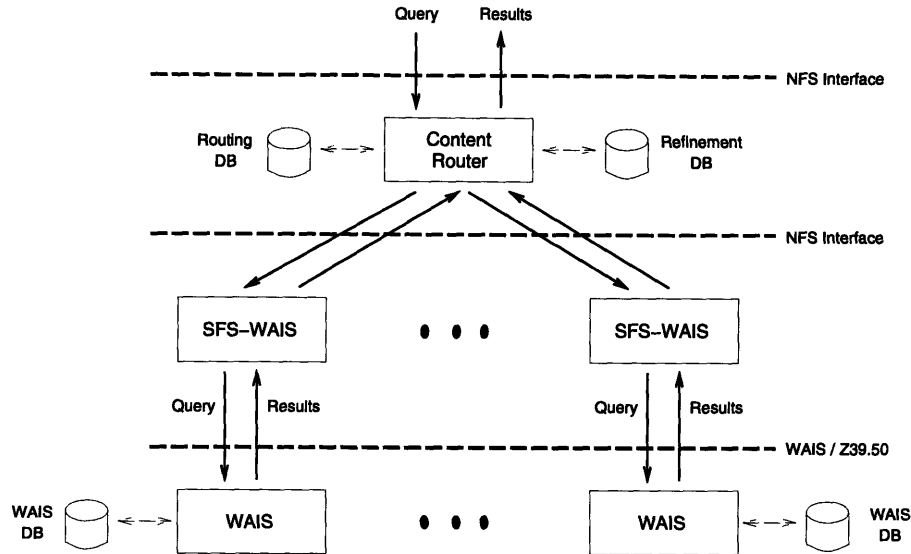 Query
Results
NFS Interface
Routing
DB
Content
Router
Refinement
DB
NFS Interface
SFS–WAIS
SFS–WAIS
Query
Results
Query
Results
WAIS / Z39.50
WAIS
DB
WAIS
WAIS
WAIS
DB